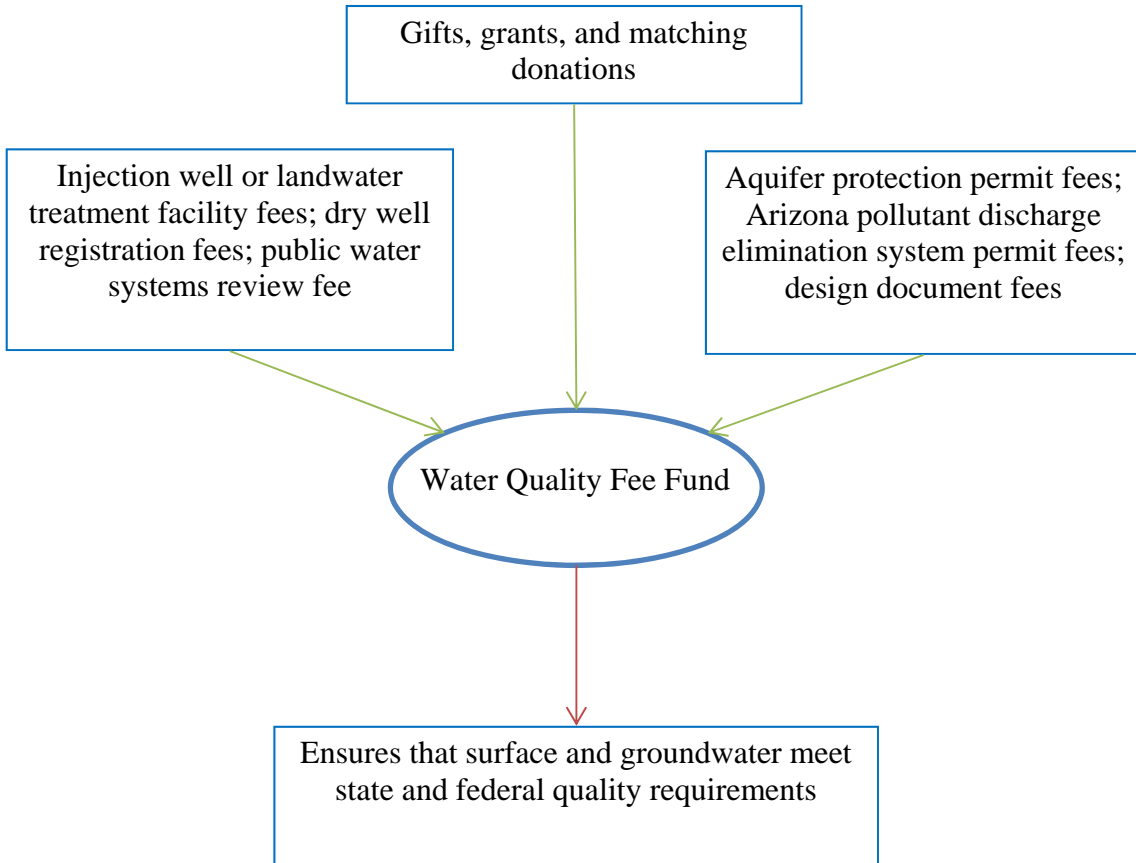 Gifts, grants, and matching
donations
Injection well or landwater
treatment facility fees; dry well
registration fees; public water
systems review fee
Aquifer protection permit fees;
Arizona pollutant discharge
elimination system permit fees;
design document fees
Water Quality Fee Fund
Ensures that surface and groundwater meet
state and federal quality requirements